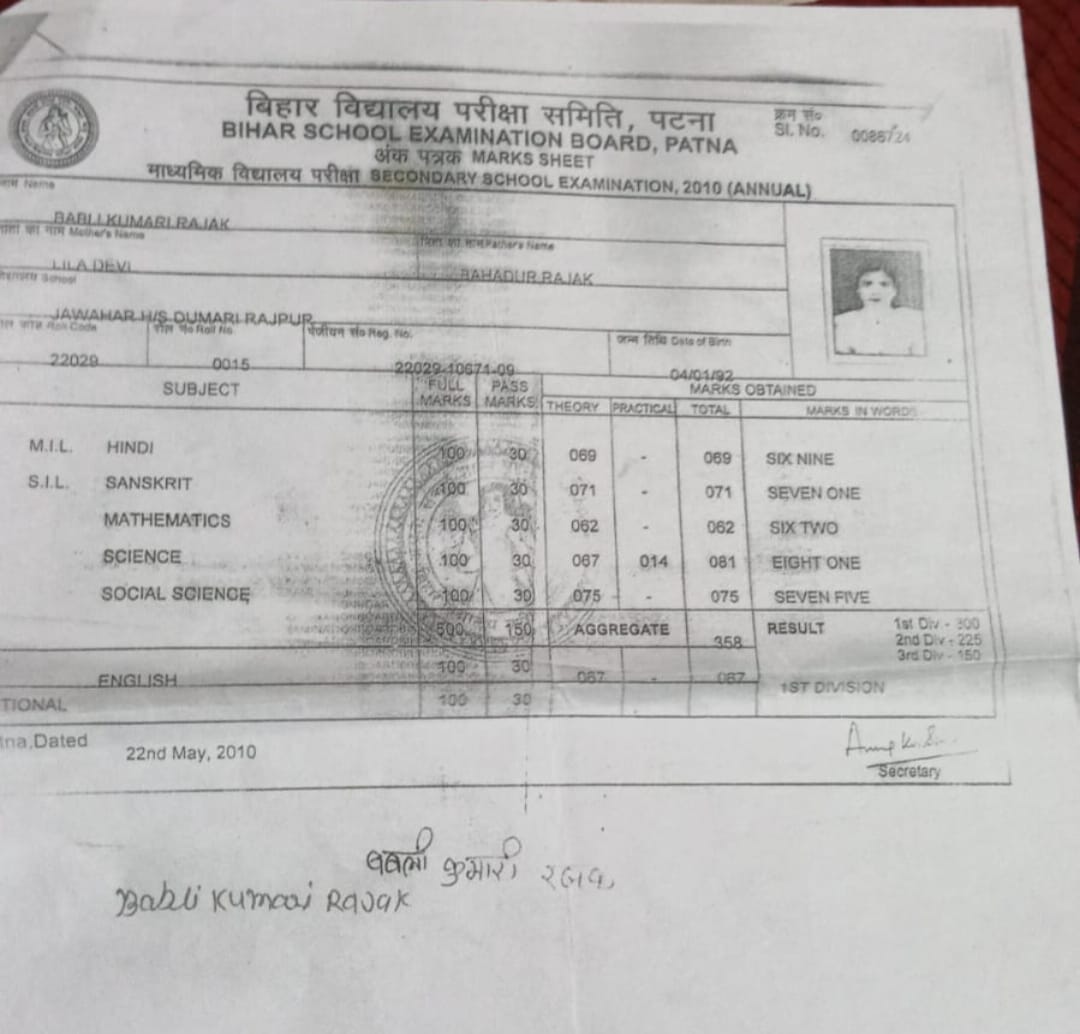 बिहार विद्यालय परीक्षा समिति, पटना
क्रम सं०
BIHAR SCHOOL EXAMINATION BOARD, PATNA
Sl. No. 0086724
अंक पत्रक MARKS SHEET
माध्यमिक विद्यालय परीक्षा SECONDARY SCHOOL EXAMINATION, 2010 (ANNUAL)
नाम Name
BABLI KUMARI RAJAK
माता का नाम Mother's Name पिता का नाम Father's Name
LILA DEVI BAHADUR RAJAK
School
JAWAHAR H/S DUMARI RAJPUR
रोल कोड Roll Code रोल सं० Roll No. पंजीयन सं० Reg. No. जन्म तिथि Date of Birth
22029 0015 22029-10671-09 04/01/92
SUBJECT FULL MARKS PASS MARKS MARKS OBTAINED
THEORY PRACTICAL TOTAL MARKS IN WORDS
M.I.L. HINDI 100 30 069 - 069 SIX NINE
S.I.L. SANSKRIT 100 30 071 - 071 SEVEN ONE
MATHEMATICS 100 30 062 - 062 SIX TWO
SCIENCE 100 30 067 014 081 EIGHT ONE
SOCIAL SCIENCE 100 30 075 - 075 SEVEN FIVE
500 150 AGGREGATE 358 RESULT 1st Div - 300
2nd Div - 225
3rd Div - 150
ENGLISH 100 30 067 - 067 1ST DIVISION
TIONAL 100 30
tna,Dated 22nd May, 2010
Secretary
बबली कुमारी रजक
Babli Kumari Rajak